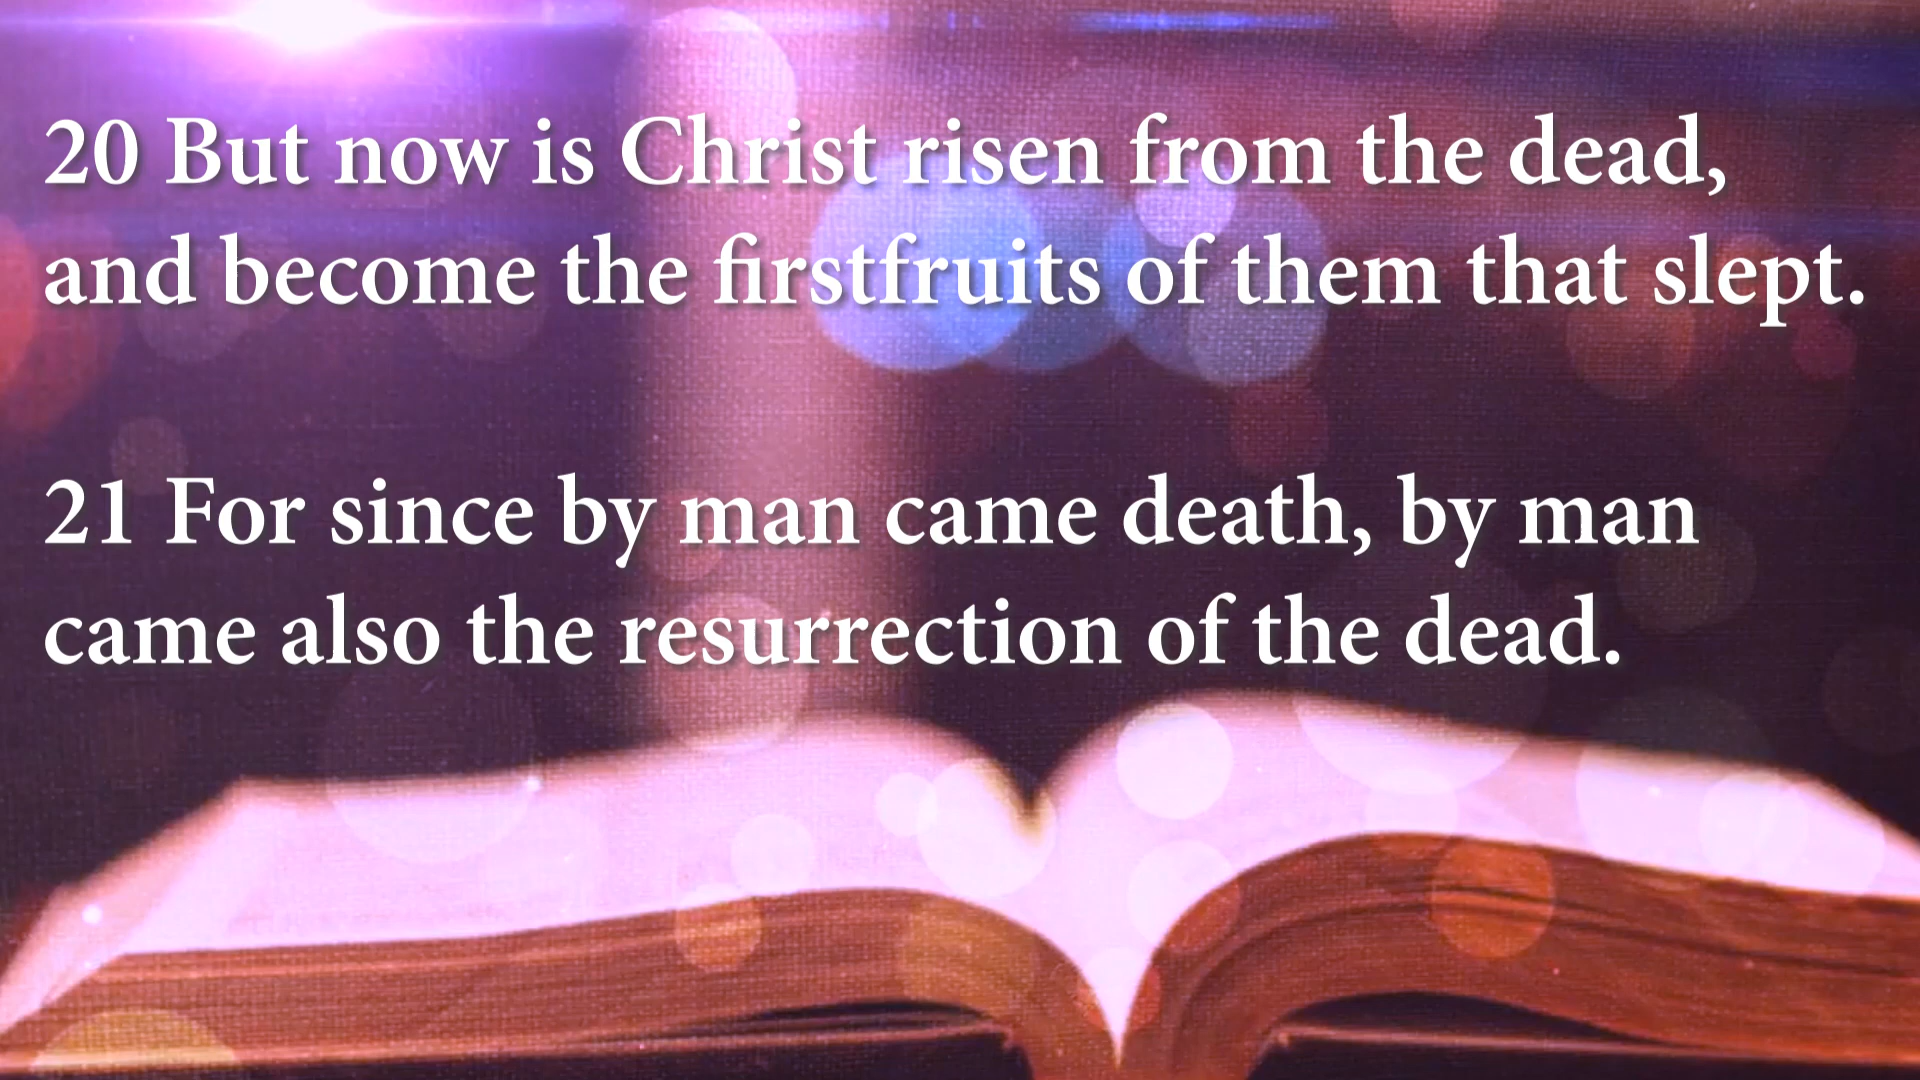 20 But now is Christ risen from the dead,
and become the firstfruits of them that slept.
21 For since by man came death, by man
came also the resurrection of the dead.